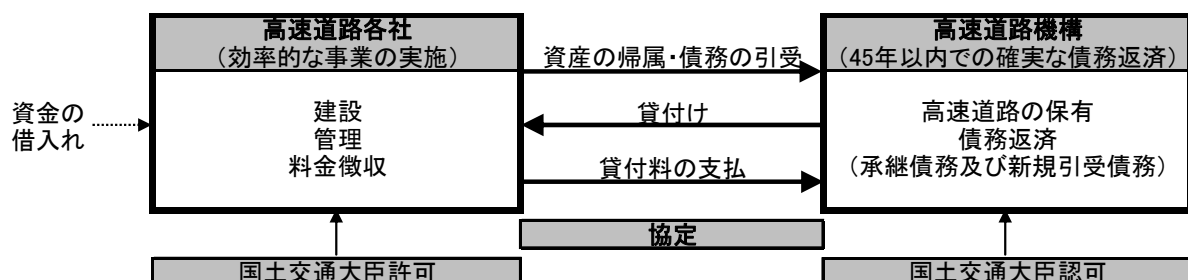 高速道路各社
（効率的な事業の実施）
資金の
借入れ
建設
管理
料金徴収
資産の帰属・債務の引受
貸付け
貸付料の支払
協定
高速道路機構
（45年以内での確実な債務返済）
高速道路の保有
債務返済
（承継債務及び新規引受債務）
国土交通大臣許可
国土交通大臣認可